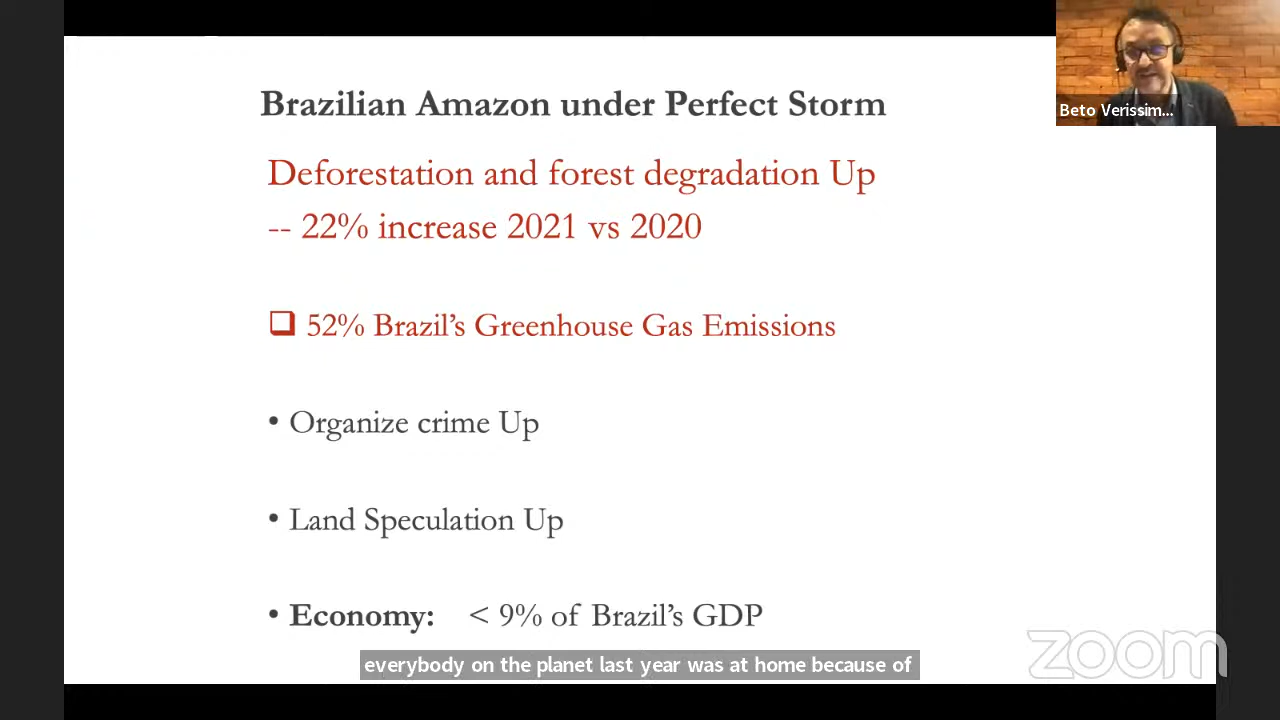 Brazilian Amazon under Perfect Storm
Beto Verissim...
Deforestation and forest degradation Up
-- 22% increase 2021 vs 2020
❑ 52% Brazil's Greenhouse Gas Emissions
• Organize crime Up
• Land Speculation Up
• Economy: < 9% of Brazil's GDP
everybody on the planet last year was at home because of
zoom